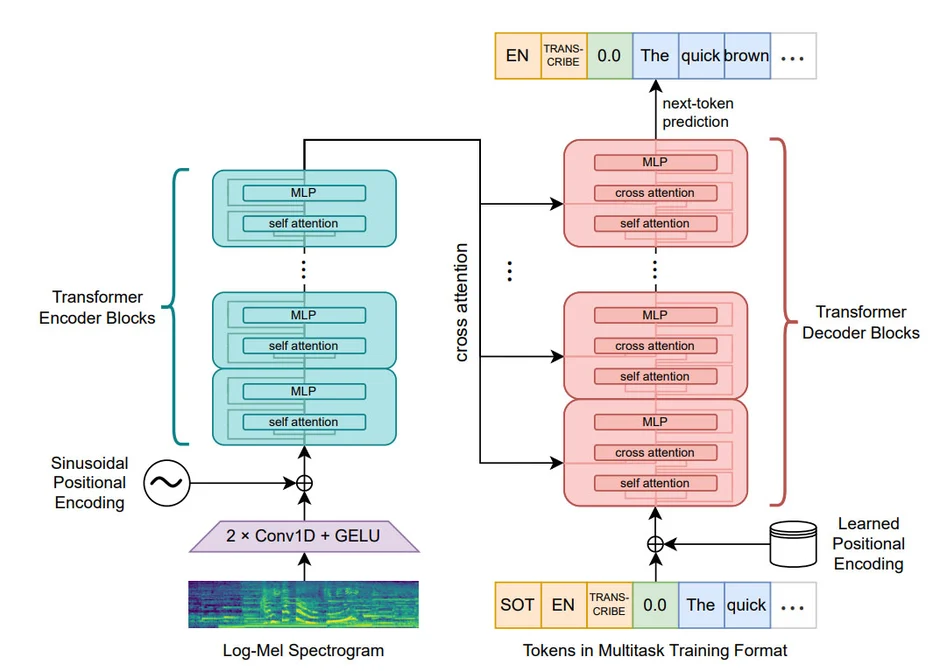 EN TRANS-CRIBE 0.0 The quick brown ...
next-token
prediction
MLP
cross attention
self attention
MLP
self attention
Transformer
Encoder Blocks
cross attention
Transformer
Decoder Blocks
MLP
self attention
MLP
self attention
MLP
cross attention
self attention
MLP
cross attention
self attention
Sinusoidal
Positional
Encoding
2 × Conv1D + GELU
Learned
Positional
Encoding
SOT EN TRANS-CRIBE 0.0 The quick ...
Log-Mel Spectrogram
Tokens in Multitask Training Format